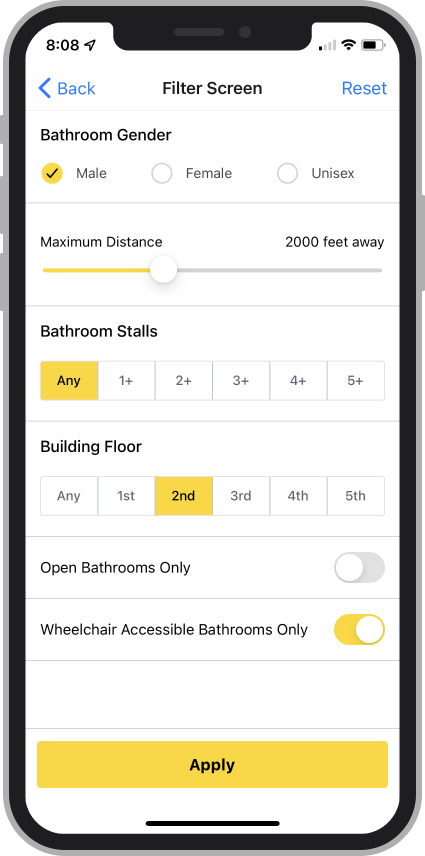 8:08
Back Filter Screen Reset
Bathroom Gender
Male Female Unisex
Maximum Distance 2000 feet away
Bathroom Stalls
Any 1+ 2+ 3+ 4+ 5+
Building Floor
Any 1st 2nd 3rd 4th 5th
Open Bathrooms Only
Wheelchair Accessible Bathrooms Only
Apply